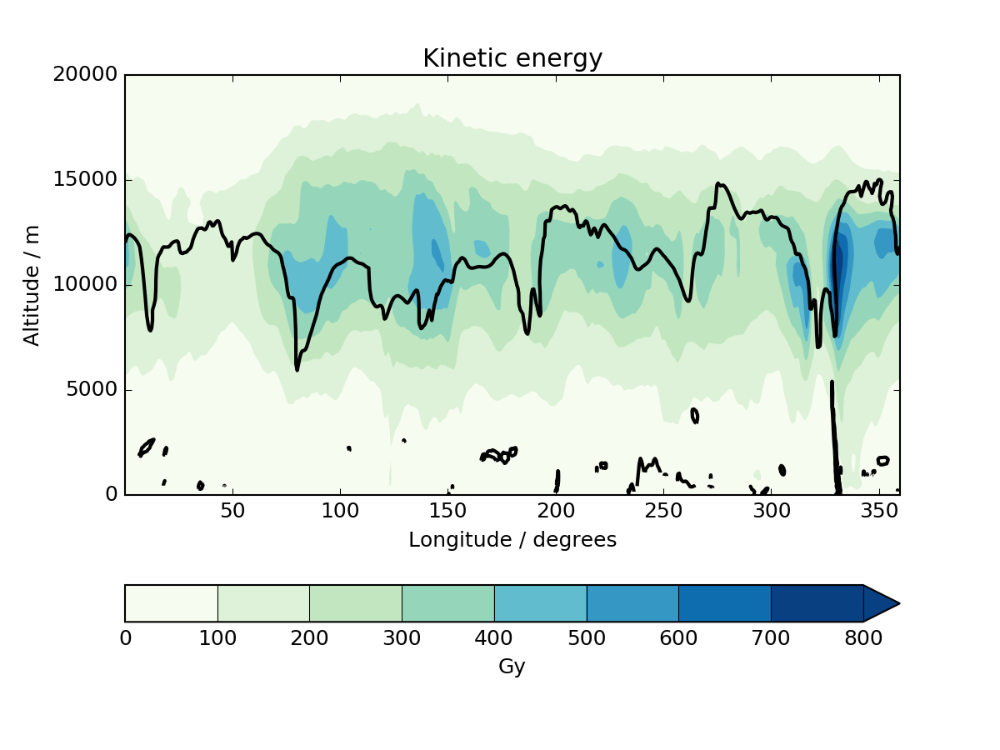 Kinetic energy
20000
15000
10000
5000
0
Altitude / m
50 100 150 200 250 300 350
Longitude / degrees
0 100 200 300 400 500 600 700 800
Gy